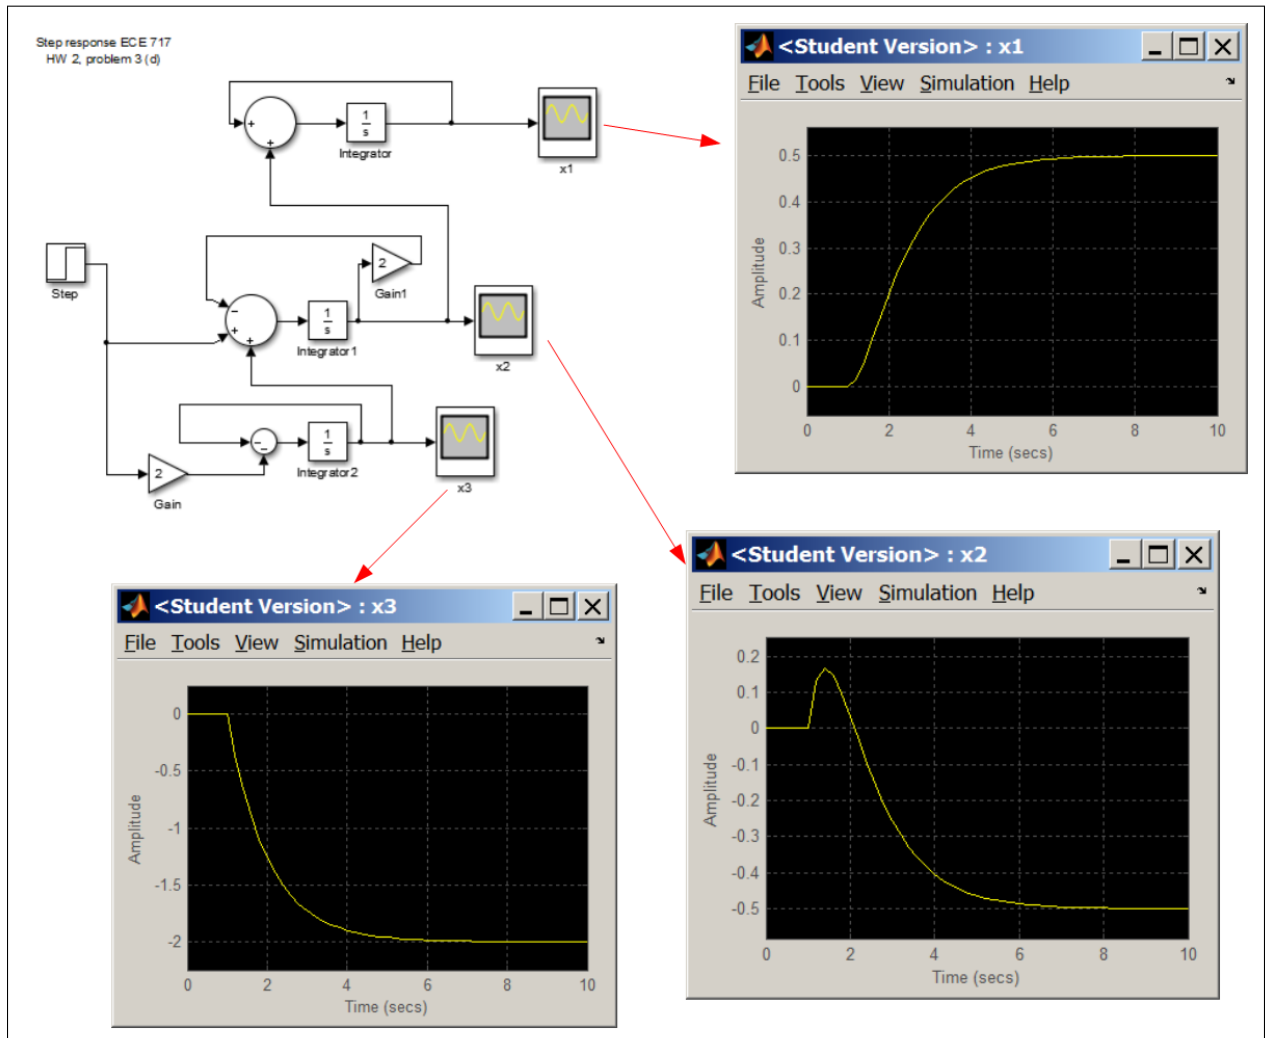 Step response ECE 717
HW 2, problem 3 (d)
+
+
1
s
Integrator
x1
Step
2
Gain1
−
+
+
1
s
Integrator1
x2
−
−
1
s
Integrator2
x3
2
Gain
<Student Version> : x1
File Tools View Simulation Help
0.5
0.4
0.3
0.2
0.1
0
Amplitude
0 2 4 6 8 10
Time (secs)
<Student Version> : x3
File Tools View Simulation Help
0
-0.5
-1
-1.5
-2
Amplitude
0 2 4 6 8 10
Time (secs)
<Student Version> : x2
File Tools View Simulation Help
0.2
0.1
0
-0.1
-0.2
-0.3
-0.4
-0.5
Amplitude
0 2 4 6 8 10
Time (secs)